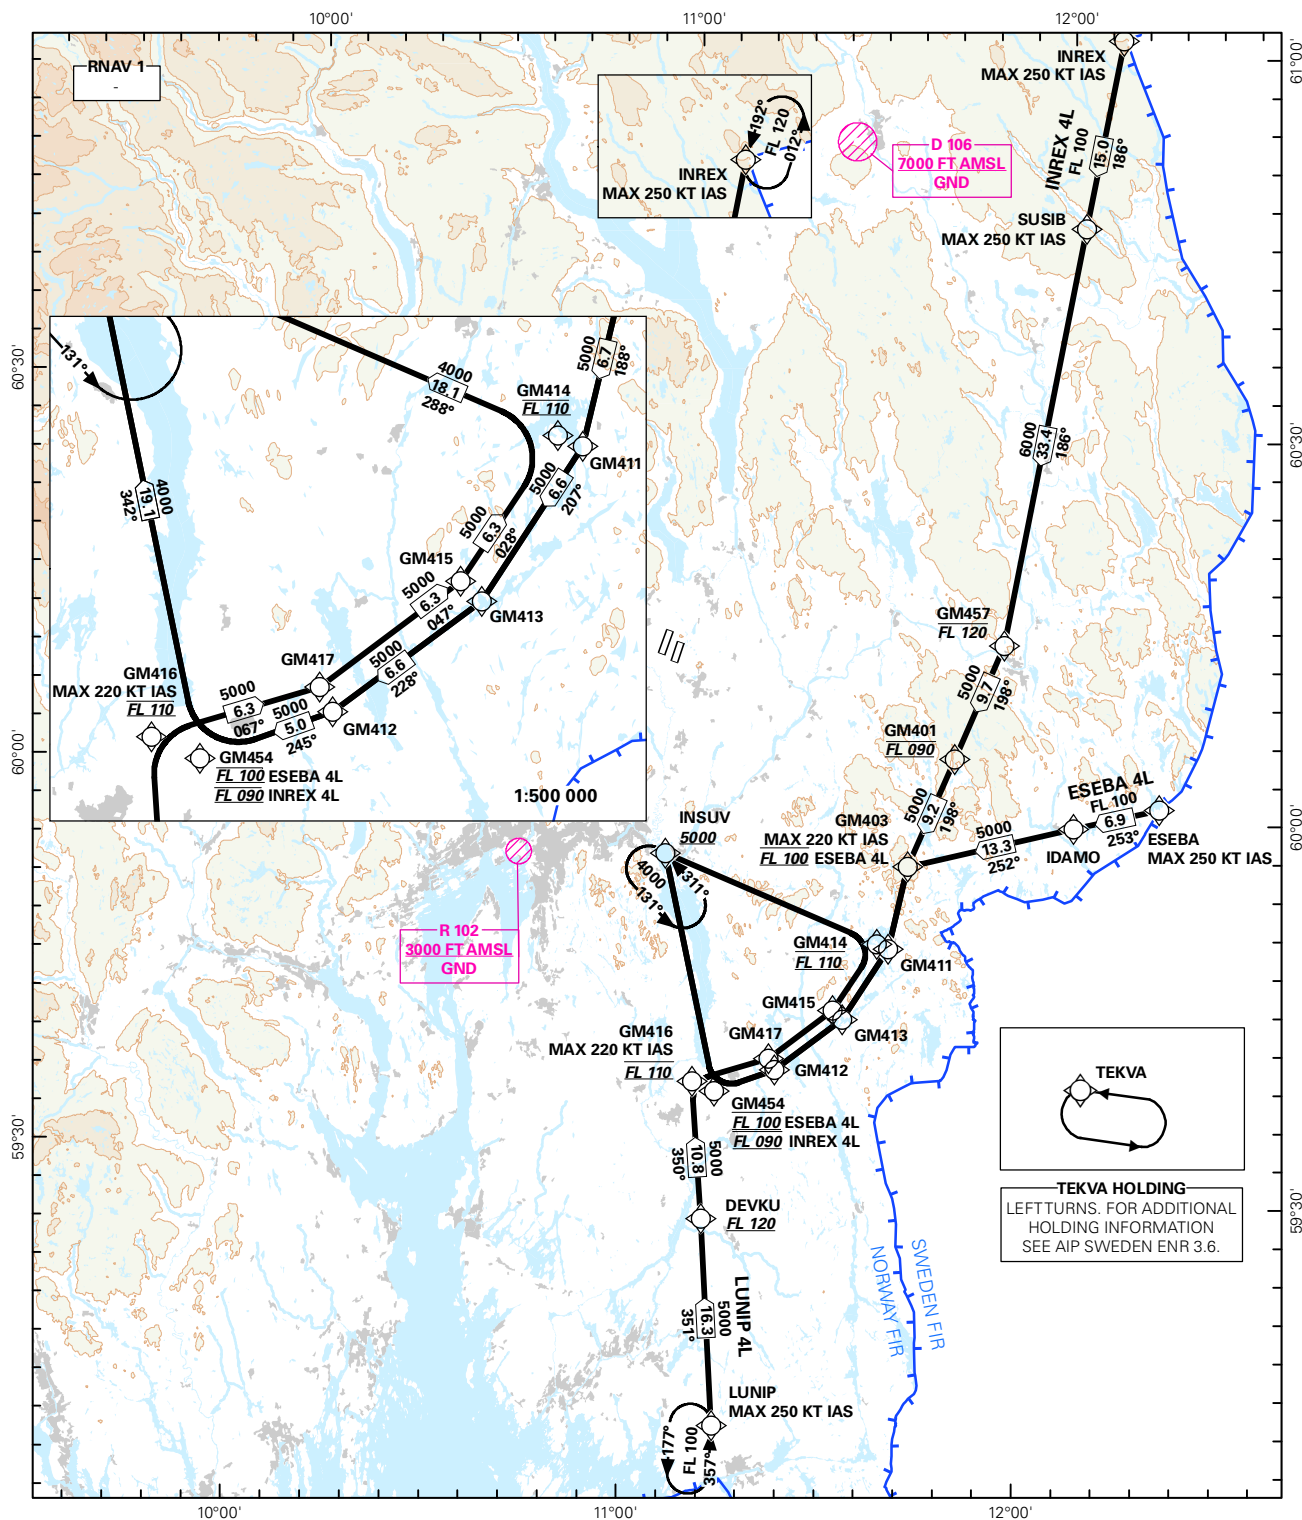 10°00'
11°00'
12°00'
RNAV 1
-
INREX
MAX 250 KT IAS
61°00'
192°
FL 120
012°
INREX
MAX 250 KT IAS
D 106
7000 FT AMSL
GND
INREX 4L
FL 100
15.0
186°
SUSIB
MAX 250 KT IAS
60°30'
60°30'
131°
4000
18.1
288°
5000
6.7
188°
GM414
FL 110
GM411
5000
6.6
207°
4000
19.1
342°
5000
6.3
028°
GM415
5000
6.3
047°
GM413
GM417
5000
6.6
228°
GM416
MAX 220 KT IAS
FL 110
5000
6.3
067°
5000
5.0
245°
GM412
GM454
FL 100 ESEBA 4L
FL 090 INREX 4L
1:500 000
6000
33.4
186°
GM457
FL 120
5000
9.7
198°
GM401
FL 090
5000
9.2
198°
60°00'
60°00'
ESEBA 4L
FL 100
6.9
253°
ESEBA
MAX 250 KT IAS
5000
13.3
252°
IDAMO
GM403
MAX 220 KT IAS
FL 100 ESEBA 4L
INSUV
5000
4000
131°
311°
R 102
3000 FT AMSL
GND
GM414
FL 110
GM411
GM415
GM413
GM417
GM412
GM416
MAX 220 KT IAS
FL 110
GM454
FL 100 ESEBA 4L
FL 090 INREX 4L
TEKVA
TEKVA HOLDING
LEFT TURNS. FOR ADDITIONAL
HOLDING INFORMATION
SEE AIP SWEDEN ENR 3.6.
59°30'
59°30'
5000
10.8
350°
DEVKU
FL 120
LUNIP 4L
5000
16.3
351°
SWEDEN FIR
NORWAY FIR
LUNIP
MAX 250 KT IAS
177°
FL 100
357°
10°00'
11°00'
12°00'